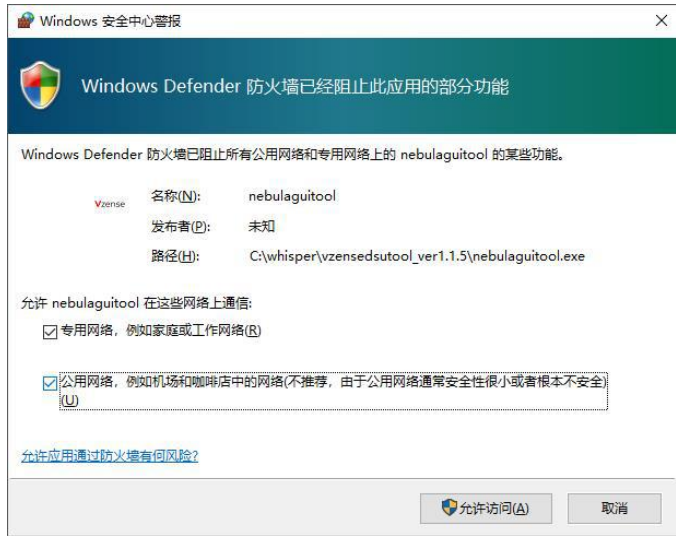 Windows 安全中心警报
Windows Defender 防火墙已经阻止此应用的部分功能
Windows Defender 防火墙已阻止所有公用网络和专用网络上的 nebulaguitool 的某些功能。
Vzense
名称(N): nebulaguitool
发布者(P): 未知
路径(H): C:\whisper\vzensedsutool_ver1.1.5\nebulaguitool.exe
允许 nebulaguitool 在这些网络上通信:
专用网络，例如家庭或工作网络(R)
公用网络，例如机场和咖啡店中的网络(不推荐，由于公用网络通常安全性很小或者根本不安全)
(U)
允许应用通过防火墙有何风险?
允许访问(A) 取消